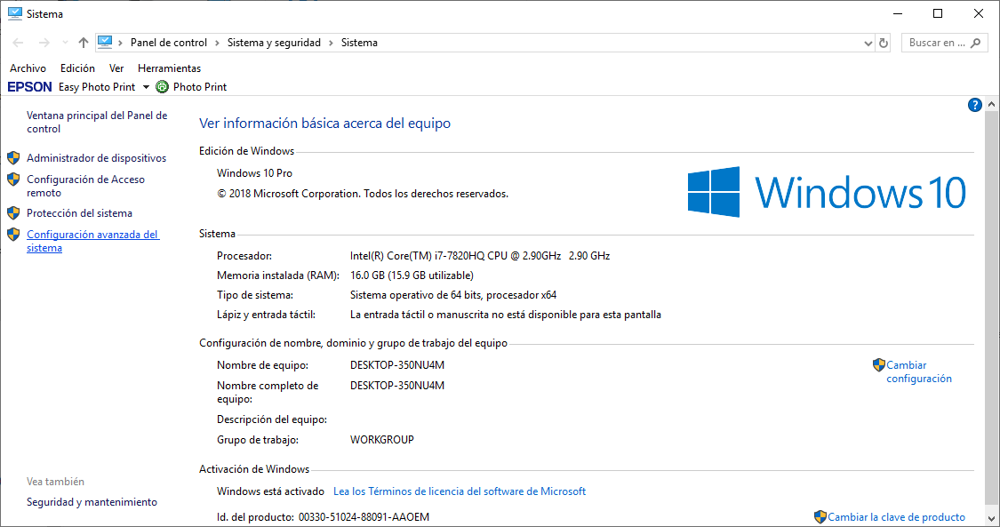 Sistema
Panel de control > Sistema y seguridad > Sistema
Buscar en ...
Archivo Edición Ver Herramientas
EPSON Easy Photo Print Photo Print
Ventana principal del Panel de
control
Administrador de dispositivos
Configuración de Acceso
remoto
Protección del sistema
Configuración avanzada del
sistema
Vea también
Seguridad y mantenimiento
?
Ver información básica acerca del equipo
Edición de Windows
Windows 10 Pro
© 2018 Microsoft Corporation. Todos los derechos reservados.
Windows 10
Sistema
Procesador: Intel(R) Core(TM) i7-7820HQ CPU @ 2.90GHz 2.90 GHz
Memoria instalada (RAM): 16.0 GB (15.9 GB utilizable)
Tipo de sistema: Sistema operativo de 64 bits, procesador x64
Lápiz y entrada táctil: La entrada táctil o manuscrita no está disponible para esta pantalla
Configuración de nombre, dominio y grupo de trabajo del equipo
Nombre de equipo: DESKTOP-350NU4M
Cambiar
configuración
Nombre completo de
equipo: DESKTOP-350NU4M
Descripción del equipo:
Grupo de trabajo: WORKGROUP
Activación de Windows
Windows está activado Lea los Términos de licencia del software de Microsoft
Id. del producto: 00330-51024-88091-AAOEM
Cambiar la clave de producto